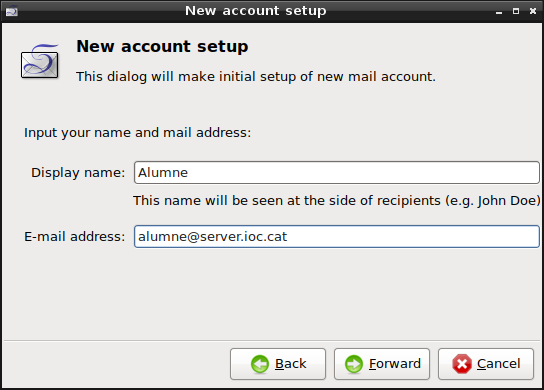 New account setup
New account setup
This dialog will make initial setup of new mail account.
Input your name and mail address:
Display name: Alumne
This name will be seen at the side of recipients (e.g. John Doe)
E-mail address: alumne@server.ioc.cat
Back Forward Cancel